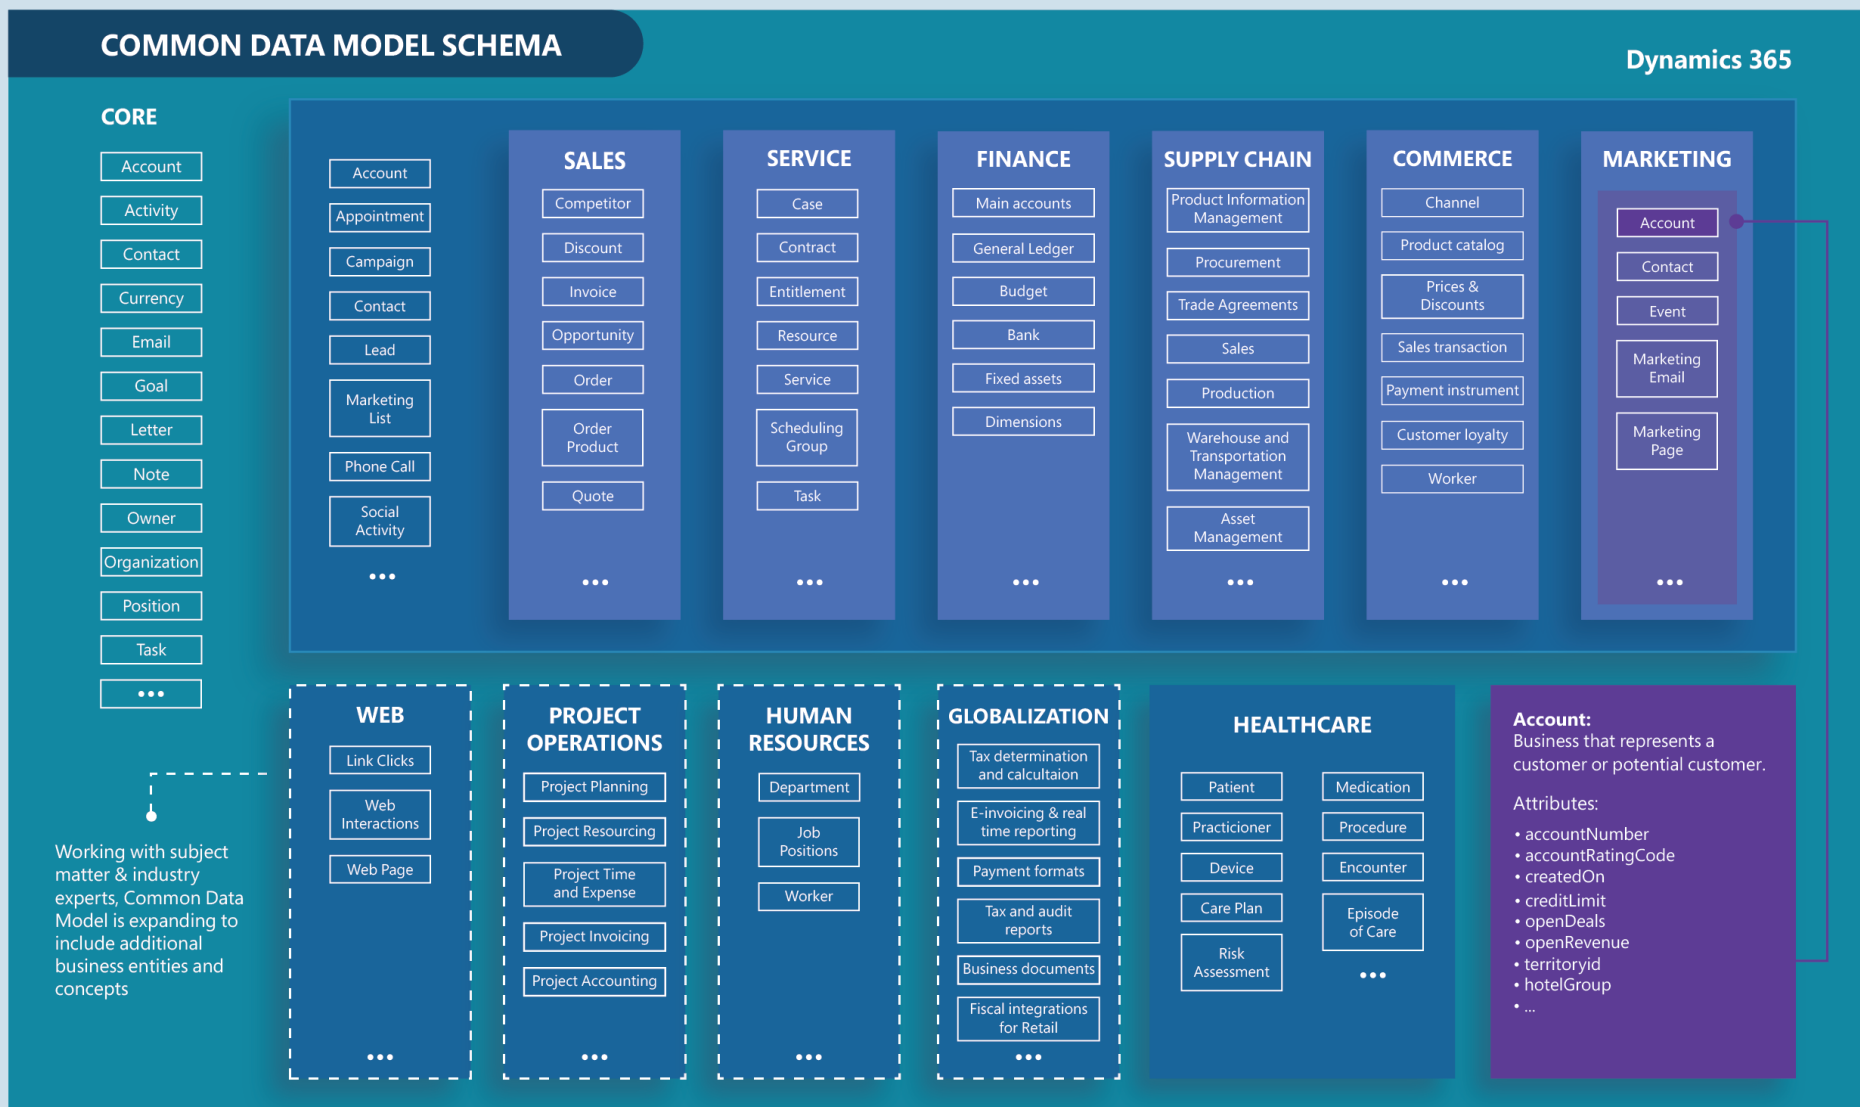 COMMON DATA MODEL SCHEMA
Dynamics 365
CORE
Account
Activity
Contact
Currency
Email
Goal
Letter
Note
Owner
Organization
Position
Task
•••
Working with subject
matter & industry
experts, Common Data
Model is expanding to
include additional
business entities and
concepts
Account
Appointment
Campaign
Contact
Lead
Marketing
List
Phone Call
Social
Activity
•••
SALES
Competitor
Discount
Invoice
Opportunity
Order
Order
Product
Quote
•••
SERVICE
Case
Contract
Entitlement
Resource
Service
Scheduling
Group
Task
•••
FINANCE
Main accounts
General Ledger
Budget
Bank
Fixed assets
Dimensions
•••
SUPPLY CHAIN
Product Information
Management
Procurement
Trade Agreements
Sales
Production
Warehouse and
Transportation
Management
Asset
Management
•••
COMMERCE
Channel
Product catalog
Prices &
Discounts
Sales transaction
Payment instrument
Customer loyalty
Worker
•••
MARKETING
Account
Contact
Event
Marketing
Email
Marketing
Page
•••
WEB
Link Clicks
Web
Interactions
Web Page
•••
PROJECT
OPERATIONS
Project Planning
Project Resourcing
Project Time
and Expense
Project Invoicing
Project Accounting
•••
HUMAN
RESOURCES
Department
Job
Positions
Worker
•••
GLOBALIZATION
Tax determination
and calcultaion
E-invoicing & real
time reporting
Payment formats
Tax and audit
reports
Business documents
Fiscal integrations
for Retail
•••
HEALTHCARE
Patient
Practicioner
Device
Care Plan
Risk
Assessment
Medication
Procedure
Encounter
Episode
of Care
•••
Account:
Business that represents a
customer or potential customer.
Attributes:
• accountNumber
• accountRatingCode
• createdOn
• creditLimit
• openDeals
• openRevenue
• territoryid
• hotelGroup
• ...